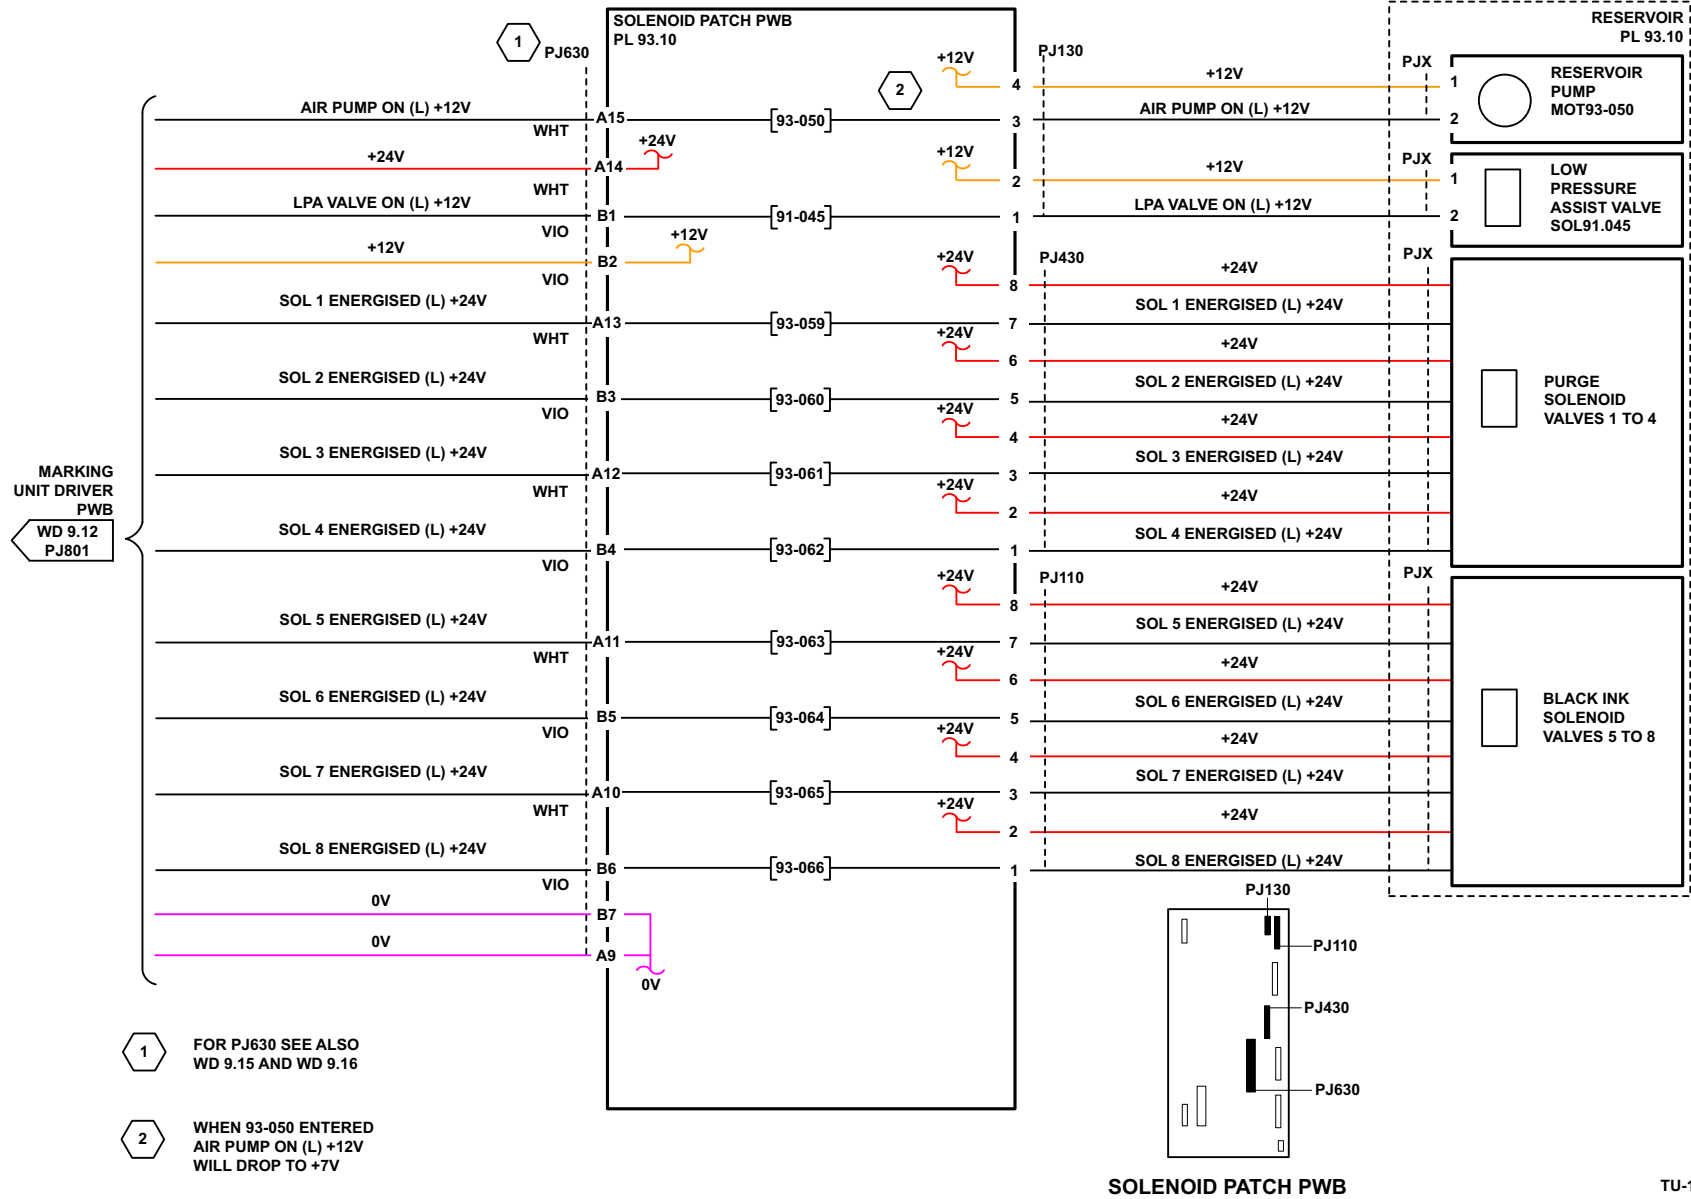 SOLENOID PATCH PWB
PL 93.10
RESERVOIR
PL 93.10
1
PJ630
2
PJ130
PJX
+12V
4
+12V
1
RESERVOIR
PUMP
MOT93-050
AIR PUMP ON (L) +12V
WHT
A15
93-050
3
AIR PUMP ON (L) +12V
2
+24V
A14
+24V
WHT
+12V
2
+12V
PJX
1
LOW
PRESSURE
ASSIST VALVE
SOL91.045
LPA VALVE ON (L) +12V
VIO
B1
91-045
1
LPA VALVE ON (L) +12V
2
+12V
B2
+12V
VIO
PJ430
PJX
+24V
8
+24V
SOL 1 ENERGISED (L) +24V
WHT
A13
93-059
7
SOL 1 ENERGISED (L) +24V
+24V
6
+24V
SOL 2 ENERGISED (L) +24V
VIO
B3
93-060
5
SOL 2 ENERGISED (L) +24V
PURGE
SOLENOID
VALVES 1 TO 4
+24V
4
+24V
SOL 3 ENERGISED (L) +24V
WHT
A12
93-061
3
SOL 3 ENERGISED (L) +24V
+24V
2
+24V
MARKING
UNIT DRIVER
PWB
WD 9.12
PJ801
SOL 4 ENERGISED (L) +24V
VIO
B4
93-062
1
SOL 4 ENERGISED (L) +24V
PJ110
PJX
+24V
8
+24V
SOL 5 ENERGISED (L) +24V
WHT
A11
93-063
7
SOL 5 ENERGISED (L) +24V
+24V
6
+24V
SOL 6 ENERGISED (L) +24V
VIO
B5
93-064
5
SOL 6 ENERGISED (L) +24V
BLACK INK
SOLENOID
VALVES 5 TO 8
+24V
4
+24V
SOL 7 ENERGISED (L) +24V
WHT
A10
93-065
3
SOL 7 ENERGISED (L) +24V
+24V
2
+24V
SOL 8 ENERGISED (L) +24V
VIO
B6
93-066
1
SOL 8 ENERGISED (L) +24V
0V
B7
0V
A9
0V
PJ130
PJ110
PJ430
PJ630
1
FOR PJ630 SEE ALSO
WD 9.15 AND WD 9.16
2
WHEN 93-050 ENTERED
AIR PUMP ON (L) +12V
WILL DROP TO +7V
SOLENOID PATCH PWB
TU-1